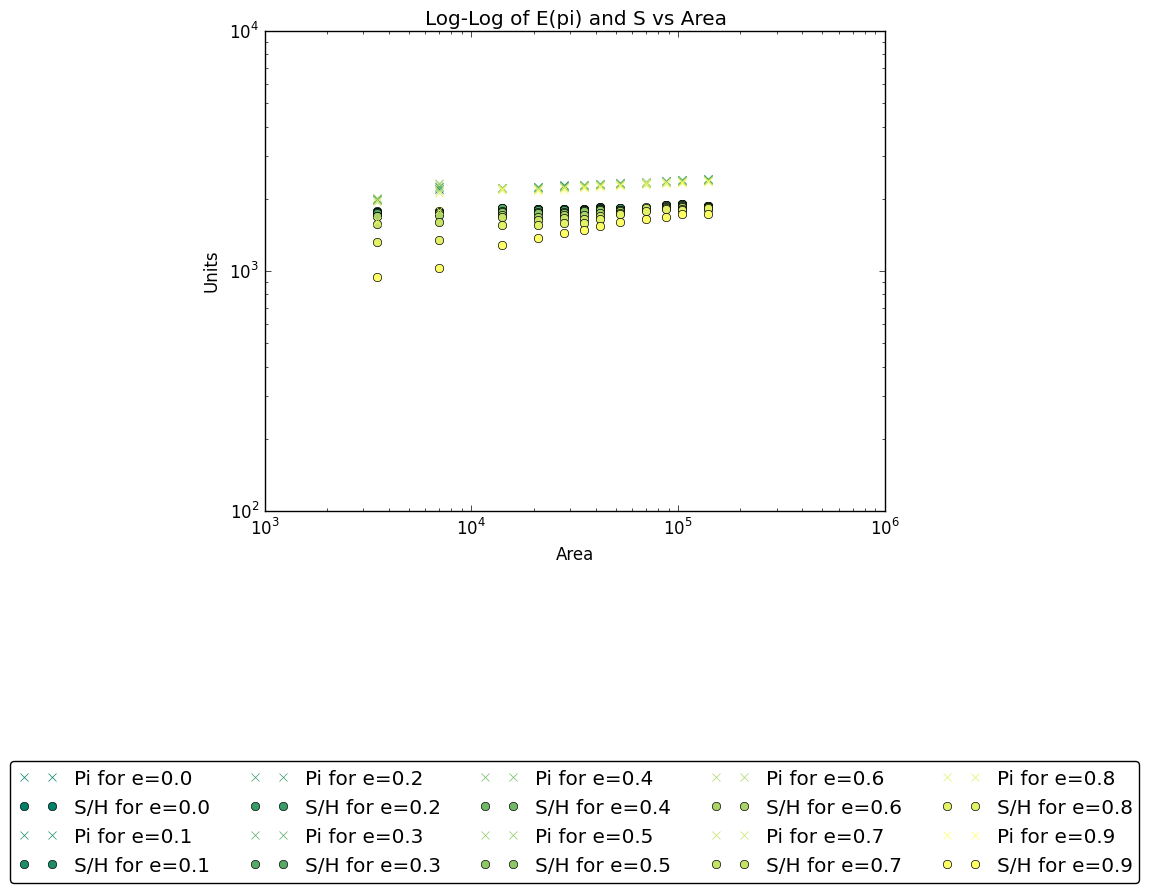 Log-Log of E(pi) and S vs Area
10^4
10^3
10^2
Units
10^3 10^4 10^5 10^6
Area
Pi for e=0.0 Pi for e=0.2 Pi for e=0.4 Pi for e=0.6 Pi for e=0.8
S/H for e=0.0 S/H for e=0.2 S/H for e=0.4 S/H for e=0.6 S/H for e=0.8
Pi for e=0.1 Pi for e=0.3 Pi for e=0.5 Pi for e=0.7 Pi for e=0.9
S/H for e=0.1 S/H for e=0.3 S/H for e=0.5 S/H for e=0.7 S/H for e=0.9